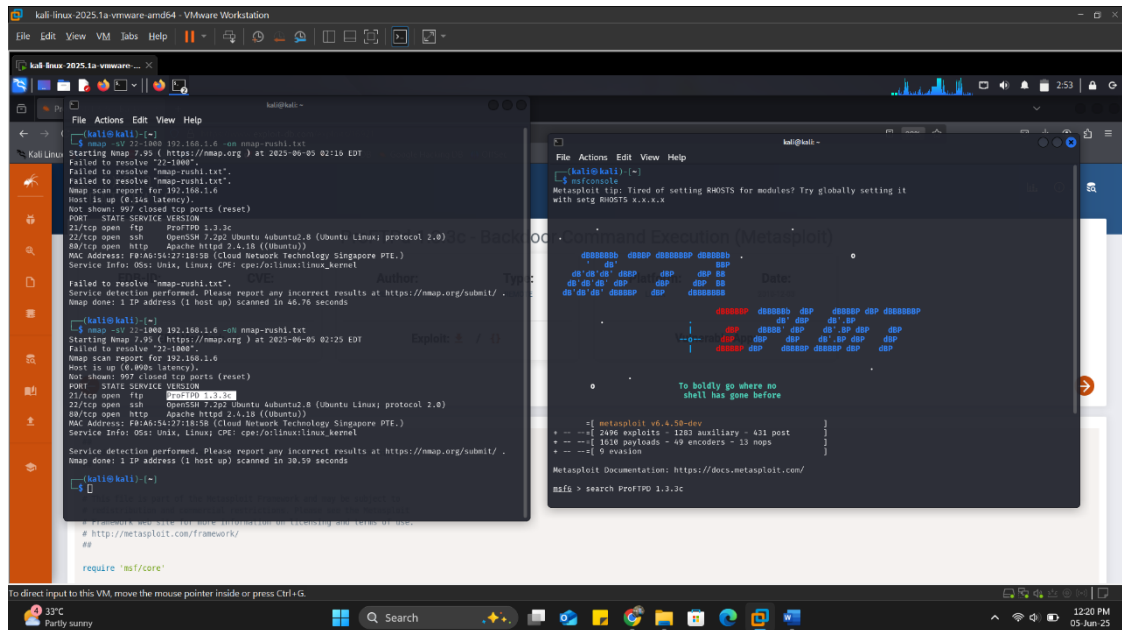 kali-linux-2025.1a-vmware-amd64 - VMware Workstation
File Edit View VM Tabs Help
kali-linux-2025.1a-vmware-...
2:53
kali@kali: ~
File Actions Edit View Help
(kali㉿kali)-[~]
$ nmap -sV 22-1000 192.168.1.6 -on nmap-rushi.txt
Starting Nmap 7.95 ( https://nmap.org ) at 2025-06-05 02:16 EDT
Failed to resolve "22-1000".
Failed to resolve "nmap-rushi.txt".
Failed to resolve "nmap-rushi.txt".
Nmap scan report for 192.168.1.6
Host is up (0.14s latency).
Not shown: 997 closed tcp ports (reset)
PORT STATE SERVICE VERSION
21/tcp open ftp ProFTPD 1.3.3c
22/tcp open ssh OpenSSH 7.2p2 Ubuntu 4ubuntu2.8 (Ubuntu Linux; protocol 2.0)
80/tcp open http Apache httpd 2.4.18 ((Ubuntu))
MAC Address: F0:A6:54:27:18:5B (Cloud Network Technology Singapore PTE.)
Service Info: OSs: Unix, Linux; CPE: cpe:/o:linux:linux_kernel
Failed to resolve "nmap-rushi.txt".
Service detection performed. Please report any incorrect results at https://nmap.org/submit/ .
Nmap done: 1 IP address (1 host up) scanned in 46.76 seconds
(kali㉿kali)-[~]
$ nmap -sV 22-1000 192.168.1.6 -oN nmap-rushi.txt
Starting Nmap 7.95 ( https://nmap.org ) at 2025-06-05 02:25 EDT
Failed to resolve "22-1000".
Nmap scan report for 192.168.1.6
Host is up (0.090s latency).
Not shown: 997 closed tcp ports (reset)
PORT STATE SERVICE VERSION
21/tcp open ftp ProFTPD 1.3.3c
22/tcp open ssh OpenSSH 7.2p2 Ubuntu 4ubuntu2.8 (Ubuntu Linux; protocol 2.0)
80/tcp open http Apache httpd 2.4.18 ((Ubuntu))
MAC Address: F0:A6:54:27:18:5B (Cloud Network Technology Singapore PTE.)
Service Info: OSs: Unix, Linux; CPE: cpe:/o:linux:linux_kernel
Service detection performed. Please report any incorrect results at https://nmap.org/submit/ .
Nmap done: 1 IP address (1 host up) scanned in 30.59 seconds
(kali㉿kali)-[~]
$
kali@kali: ~
File Actions Edit View Help
(kali㉿kali)-[~]
$ msfconsole
Metasploit tip: Tired of setting RHOSTS for modules? Try globally setting it
with setg RHOSTS x.x.x.x
To boldly go where no
shell has gone before
=[ metasploit v6.4.50-dev ]
+ -- --=[ 2496 exploits - 1283 auxiliary - 431 post ]
+ -- --=[ 1610 payloads - 49 encoders - 13 nops ]
+ -- --=[ 9 evasion ]
Metasploit Documentation: https://docs.metasploit.com/
msf6 > search ProFTPD 1.3.3c
Kali Linux
3c - Backdoor Command Execution (Metasploit)
EDB-ID:
CVE:
Author:
Type:
Platform:
Date:
Exploit:
# Framework web site for more information on licensing and terms of use.
# http://metasploit.com/framework/
##
require 'msf/core'
To direct input to this VM, move the mouse pointer inside or press Ctrl+G.
33°C
Partly sunny
Search
12:20 PM
05-Jun-25